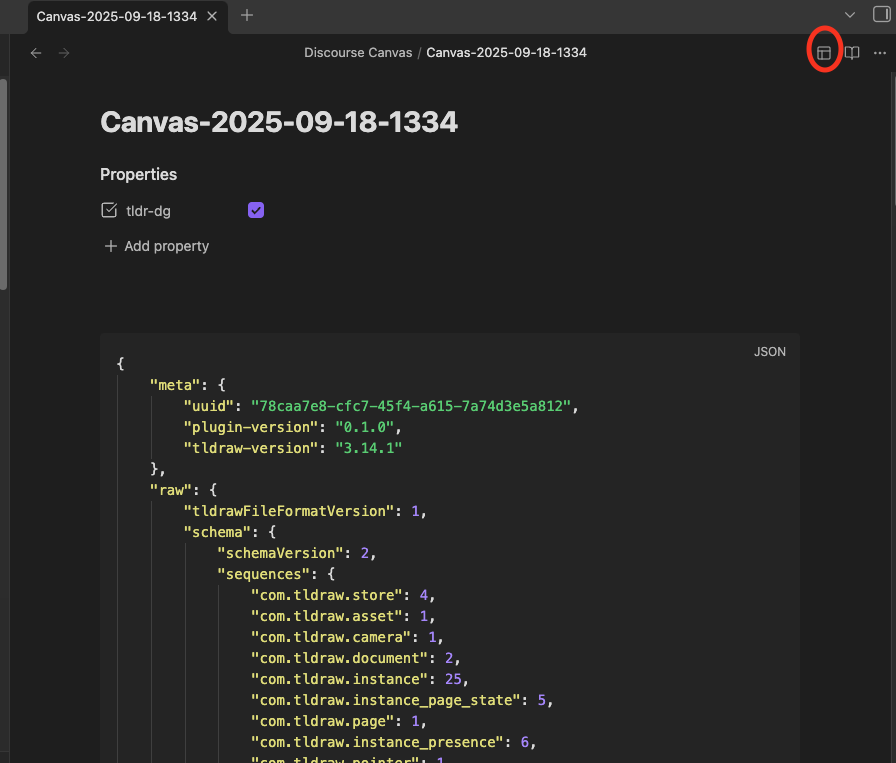 Canvas-2025-09-18-1334
Discourse Canvas / Canvas-2025-09-18-1334
Canvas-2025-09-18-1334
Properties
tldr-dg
Add property
JSON
{
"meta": {
"uuid": "78caa7e8-cfc7-45f4-a615-7a74d3e5a812",
"plugin-version": "0.1.0",
"tldraw-version": "3.14.1"
},
"raw": {
"tldrawFileFormatVersion": 1,
"schema": {
"schemaVersion": 2,
"sequences": {
"com.tldraw.store": 4,
"com.tldraw.asset": 1,
"com.tldraw.camera": 1,
"com.tldraw.document": 2,
"com.tldraw.instance": 25,
"com.tldraw.instance_page_state": 5,
"com.tldraw.page": 1,
"com.tldraw.instance_presence": 6,
"com.tldraw.pointer": 1,